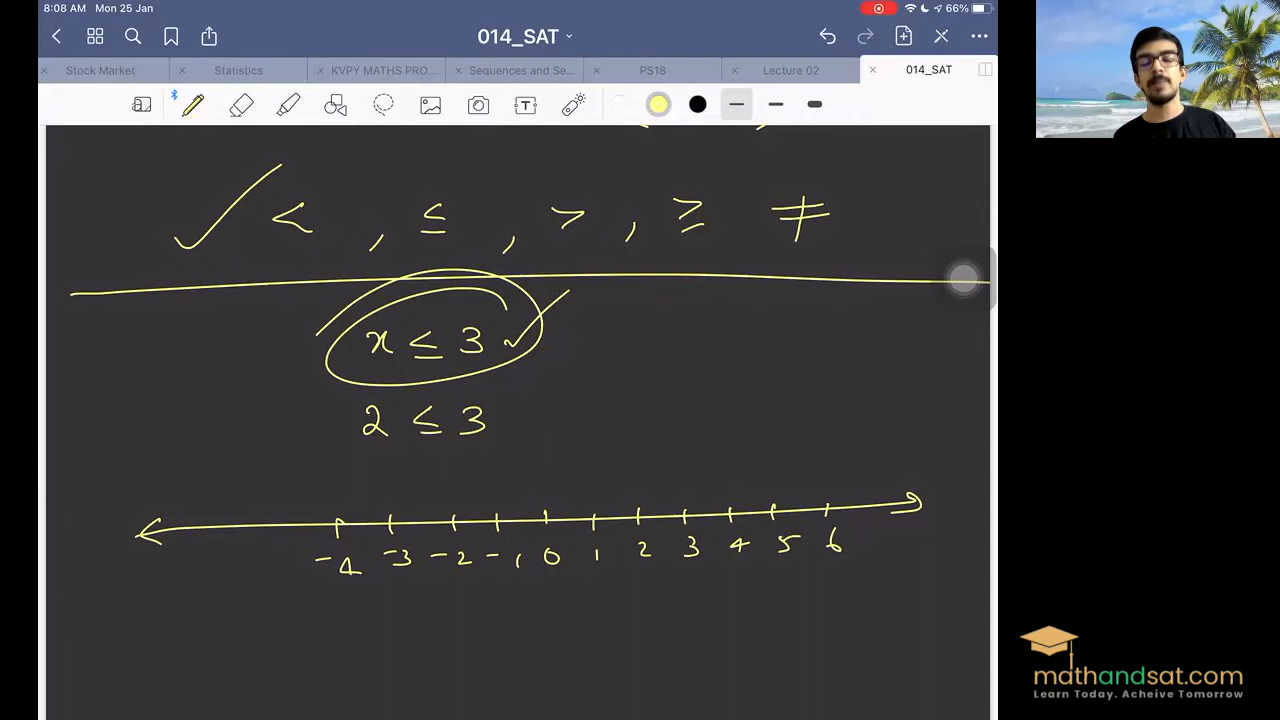 8:08 AM Mon 25 Jan
66%
014_SAT
Stock Market
Statistics
KVPY MATHS PRO...
Sequences and Se...
PS18
Lecture 02
014_SAT
T
< , ≤ , > , ≥ ≠
x ≤ 3
2 ≤ 3
-4 -3 -2 -1 0 1 2 3 4 5 6
mathandsat.com
Learn Today. Acheive Tomorrow